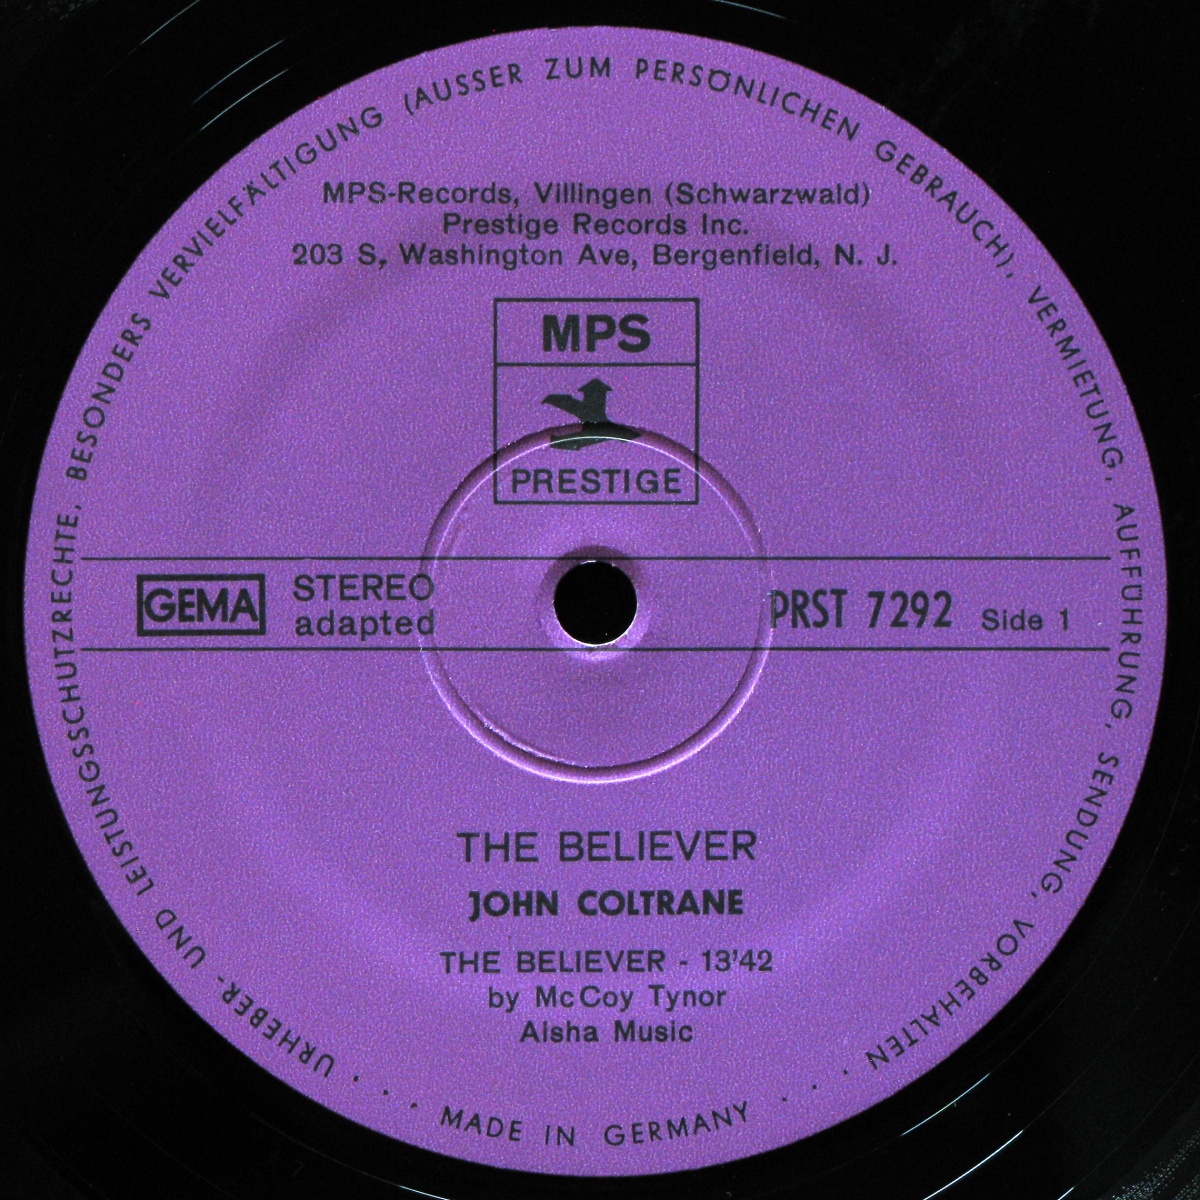 URHEBER- UND LEISTUNGSSCHUTZRECHTE, BESONDERS VERVIELFÄLTIGUNG (AUSSER ZUM PERSÖNLICHEN GEBRAUCH), VERMIETUNG, AUFFÜHRUNG, SENDUNG, VORBEHALTEN
MPS-Records, Villingen (Schwarzwald)
Prestige Records Inc.
203 S, Washington Ave, Bergenfield, N. J.
MPS
PRESTIGE
GEMA STEREO adapted
PRST 7292 Side 1
THE BELIEVER
JOHN COLTRANE
THE BELIEVER - 13'42
by McCoy Tynor
Aisha Music
. . . MADE IN GERMANY . . .